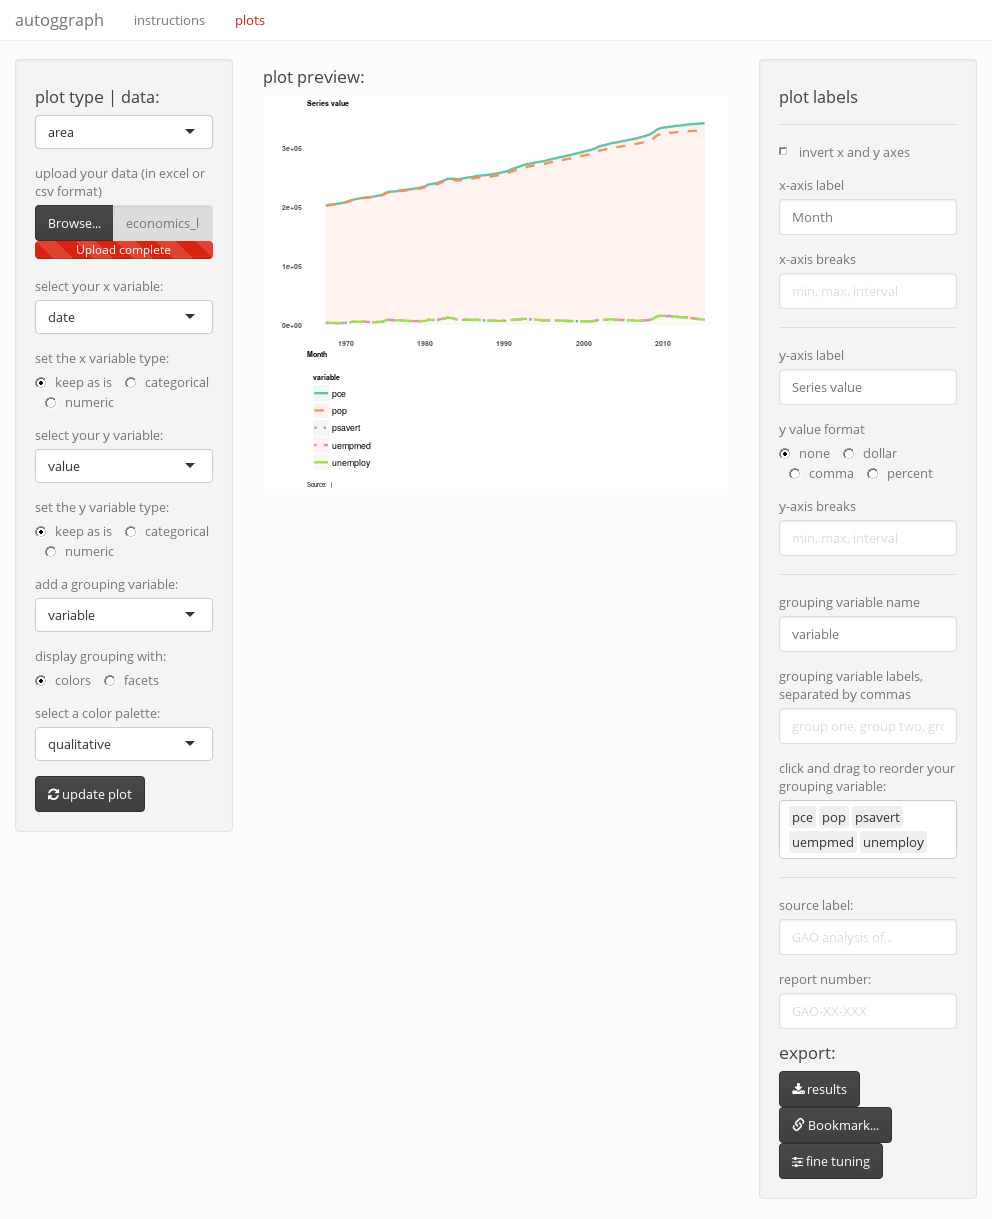 autoggraph instructions plots
plot type | data:
area
upload your data (in excel or
csv format)
Browse... economics_l
Upload complete
select your x variable:
date
set the x variable type:
keep as is categorical
numeric
select your y variable:
value
set the y variable type:
keep as is categorical
numeric
add a grouping variable:
variable
display grouping with:
colors facets
select a color palette:
qualitative
update plot
plot preview:
Series value
3e+05
2e+05
1e+05
0e+00
1970 1980 1990 2000 2010
Month
variable
pce
pop
psavert
uempmed
unemploy
Source: |
plot labels
invert x and y axes
x-axis label
Month
x-axis breaks
min, max, interval
y-axis label
Series value
y value format
none dollar
comma percent
y-axis breaks
min, max, interval
grouping variable name
variable
grouping variable labels,
separated by commas
group one, group two, gro
click and drag to reorder your
grouping variable:
pce pop psavert
uempmed unemploy
source label:
GAO analysis of...
report number:
GAO-XX-XXX
export:
results
Bookmark...
fine tuning